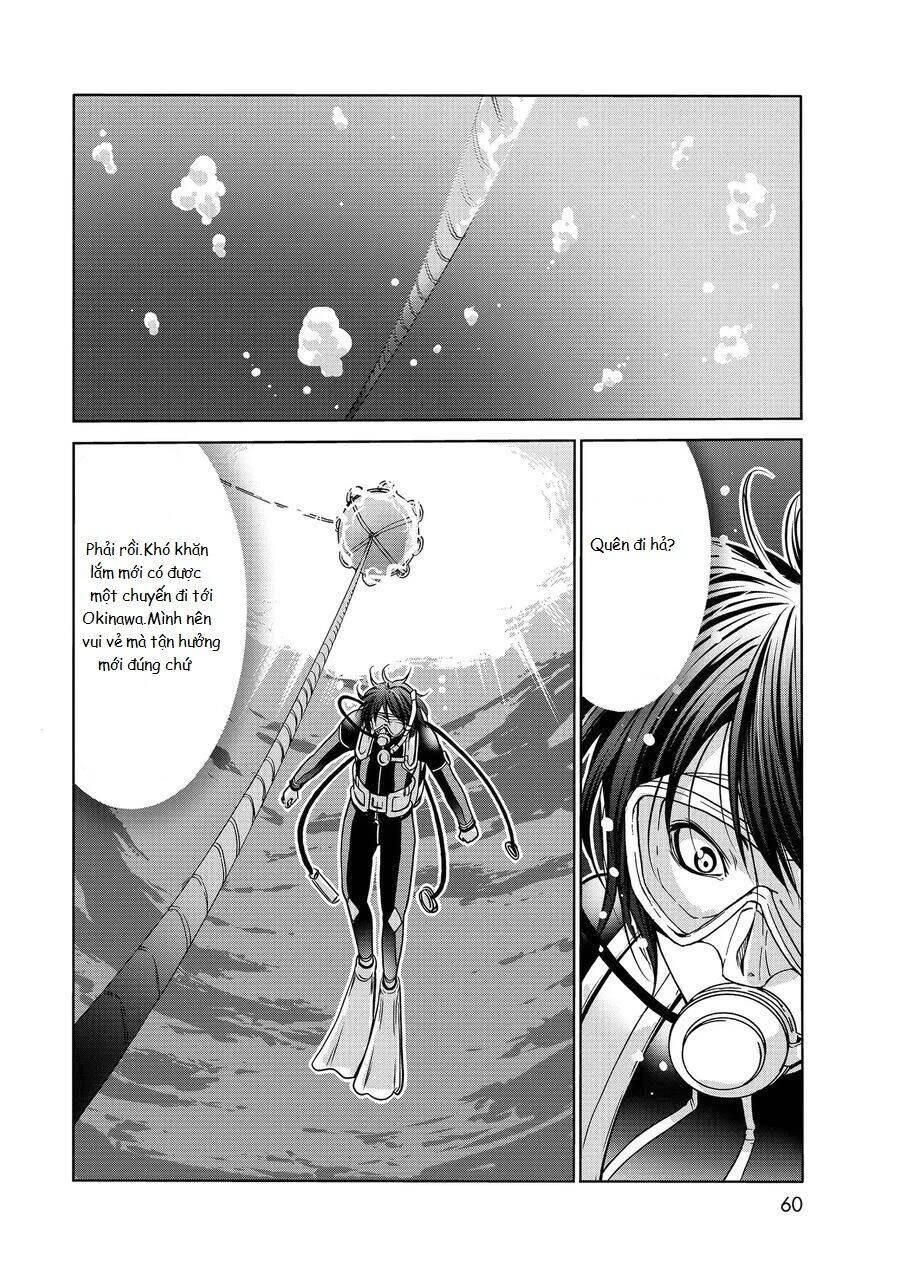 Quên đi hả?
Phải rồi.Khó khăn
lắm mới có được
một chuyến đi tới
Okinawa.Mình nên
vui vẻ mà tận hưởng
mới đúng chứ
60